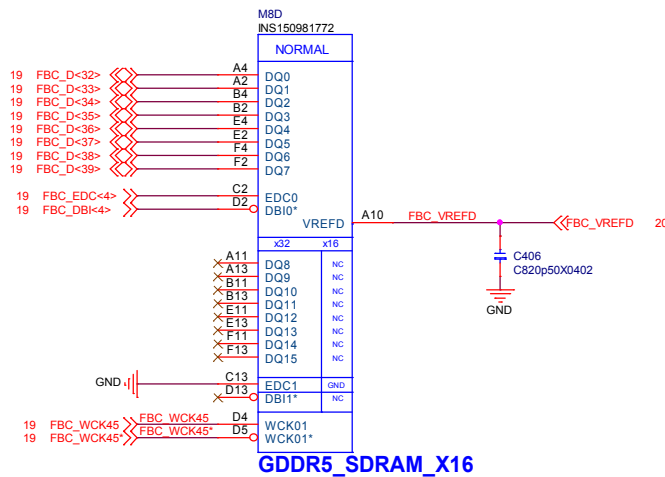 M8D
INS150981772
NORMAL
19 FBC_D<32> A4 DQ0
19 FBC_D<33> A2 DQ1
19 FBC_D<34> B4 DQ2
19 FBC_D<35> B2 DQ3
19 FBC_D<36> E4 DQ4
19 FBC_D<37> E2 DQ5
19 FBC_D<38> F4 DQ6
19 FBC_D<39> F2 DQ7
19 FBC_EDC<4> C2 EDC0
19 FBC_DBI<4> D2 DBI0*
VREFD A10 FBC_VREFD FBC_VREFD 20
x32 x16
C406
C820p50X0402
GND
A11 DQ8 NC
A13 DQ9 NC
B11 DQ10 NC
B13 DQ11 NC
E11 DQ12 NC
E13 DQ13 NC
F11 DQ14 NC
F13 DQ15 NC
GND C13 EDC1 GND
D13 DBI1* NC
19 FBC_WCK45 FBC_WCK45 D4 WCK01
19 FBC_WCK45* FBC_WCK45* D5 WCK01*
GDDR5_SDRAM_X16